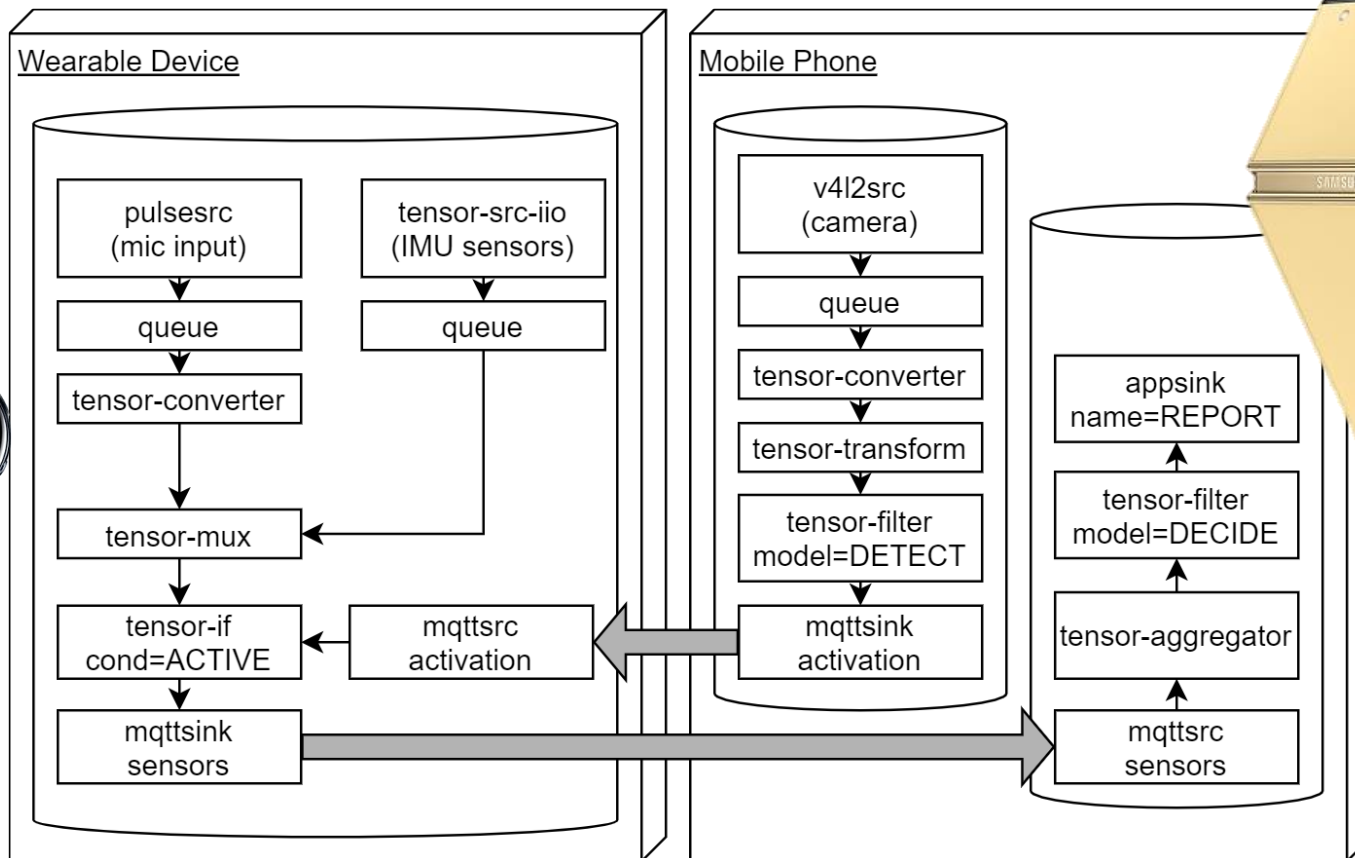 Wearable Device
pulsesrc
(mic input)
queue
tensor-converter
tensor-src-iio
(IMU sensors)
queue
tensor-mux
tensor-if
cond=ACTIVE
mqttsrc
activation
mqttsink
sensors
Mobile Phone
v4l2src
(camera)
queue
tensor-converter
tensor-transform
tensor-filter
model=DETECT
mqttsink
activation
appsink
name=REPORT
tensor-filter
model=DECIDE
tensor-aggregator
mqttsrc
sensors
SAMSU